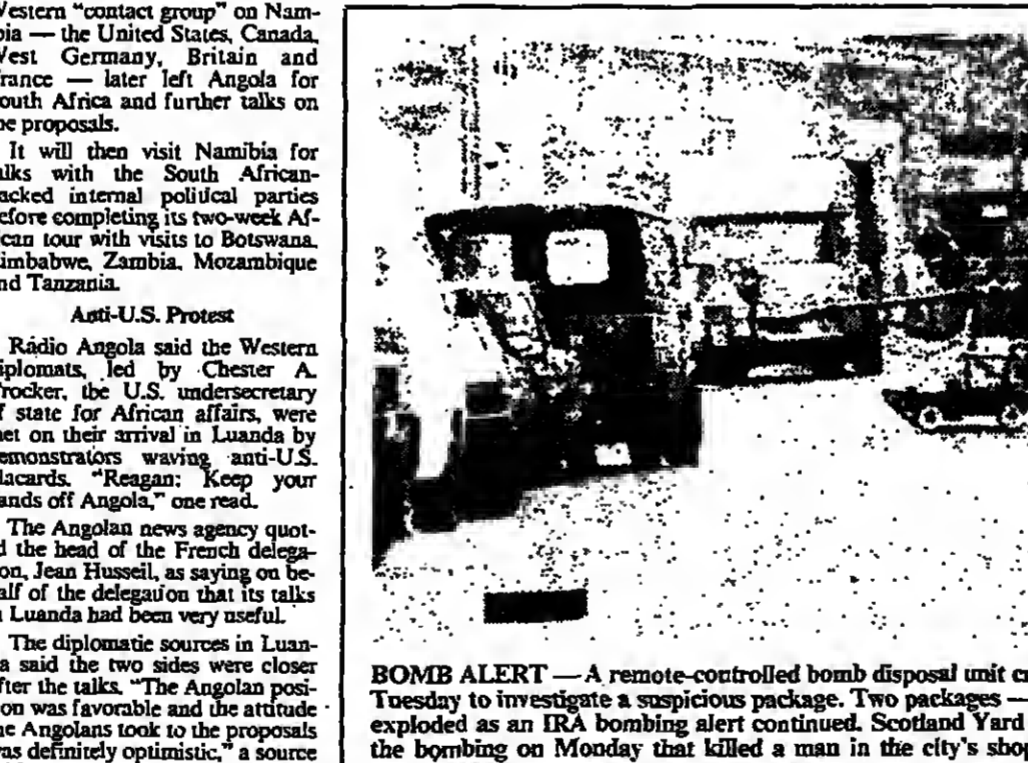 Western "contact group" on Nam-
bia — the United States, Canada,
West Germany, Britain and
France — later left Angola for
South Africa and further talks on
the proposals.
It will then visit Namibia for
talks with the South African-
backed internal political parties
before completing its two-week Af-
rican tour with visits to Botswana,
Zimbabwe, Zambia, Mozambique
and Tanzania.
Anti-U.S. Protest
Radio Angola said the Western
diplomats, led by Chester A.
Crocker, the U.S. undersecretary
of state for African affairs, were
met on their arrival in Luanda by
demonstrators waving anti-U.S.
placards. "Reagan: Keep your
hands off Angola," one read.
The Angolan news agency quot-
ed the head of the French delega-
tion, Jean Husseil, as saying on be-
half of the delegation that its talks
in Luanda had been very useful.
The diplomatic sources in Luan-
da said the two sides were closer
after the talks. "The Angolan posi-
tion was favorable and the attitude
the Angolans took to the proposals
was definitely optimistic," a source
BOMB ALERT — A remote-controlled bomb disposal unit
Tuesday to investigate a suspicious package. Two packages —
exploded as an IRA bombing alert continued. Scotland Yard
the bombing on Monday that killed a man in the city's